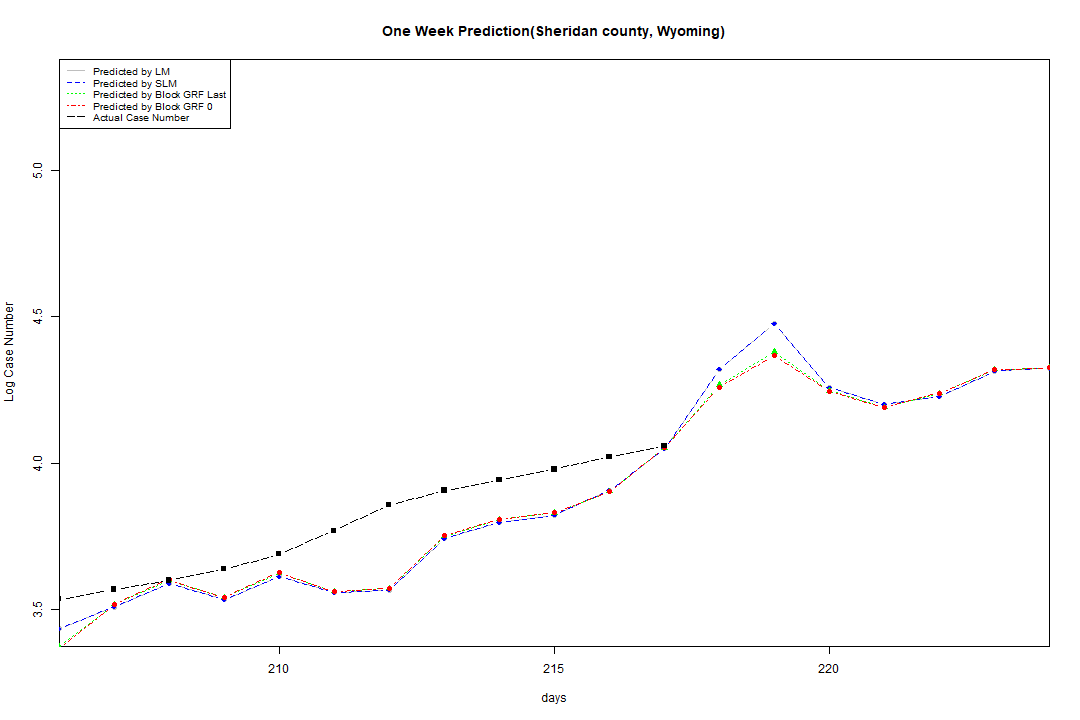 One Week Prediction(Sheridan county, Wyoming)
Predicted by LM
Predicted by SLM
Predicted by Block GRF Last
Predicted by Block GRF 0
Actual Case Number
5.0
4.5
4.0
3.5
Log Case Number
210 215 220
days